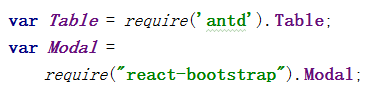 var Table = require('antd').Table;
var Modal =
require("react-bootstrap").Modal;